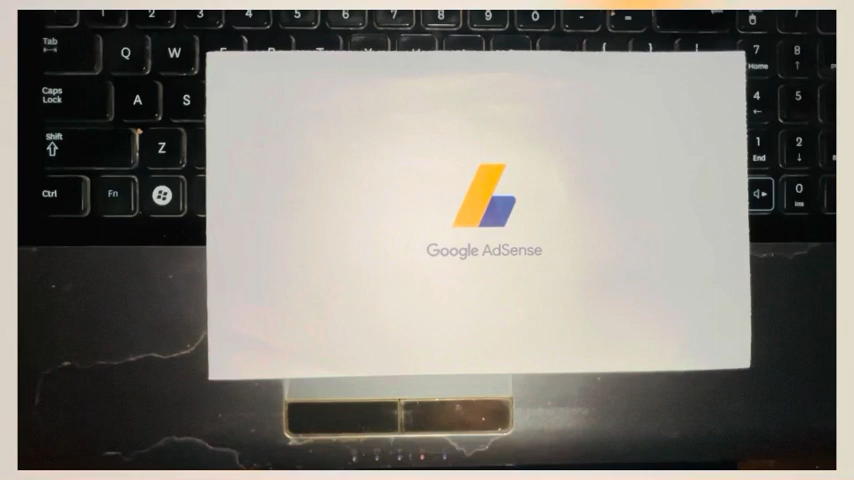 1 2 3 4 5 6 7 8 9 0 - =
Tab Q W 7 Home 8
Caps Lock A S 4 5
Shift Z 1 End 2
Ctrl Fn 0 Ins
Google AdSense